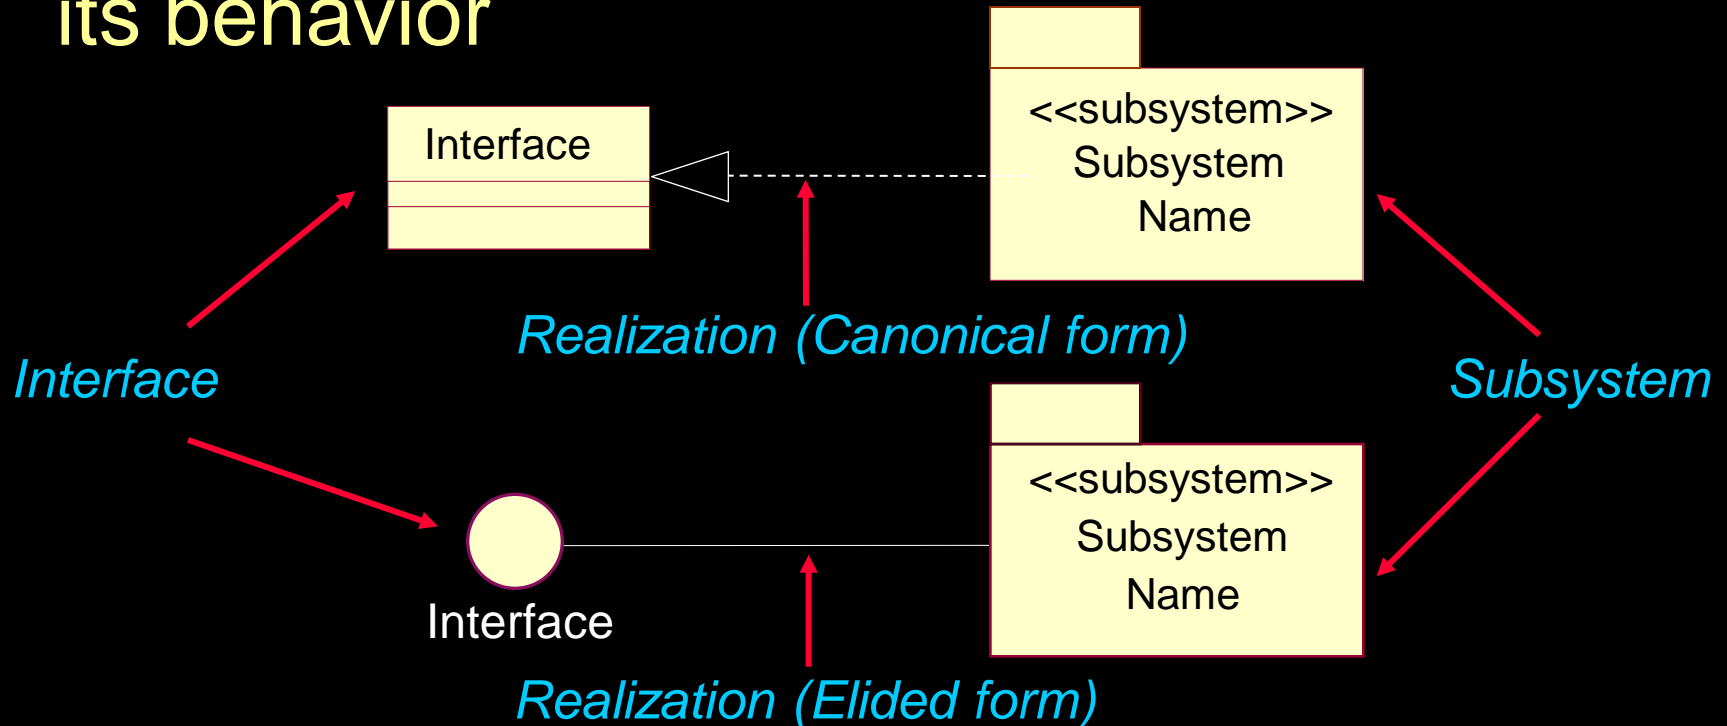 its behavior
Interface
<<subsystem>>
Subsystem
Name
Realization (Canonical form)
Interface
Subsystem
<<subsystem>>
Subsystem
Name
Interface
Realization (Elided form)